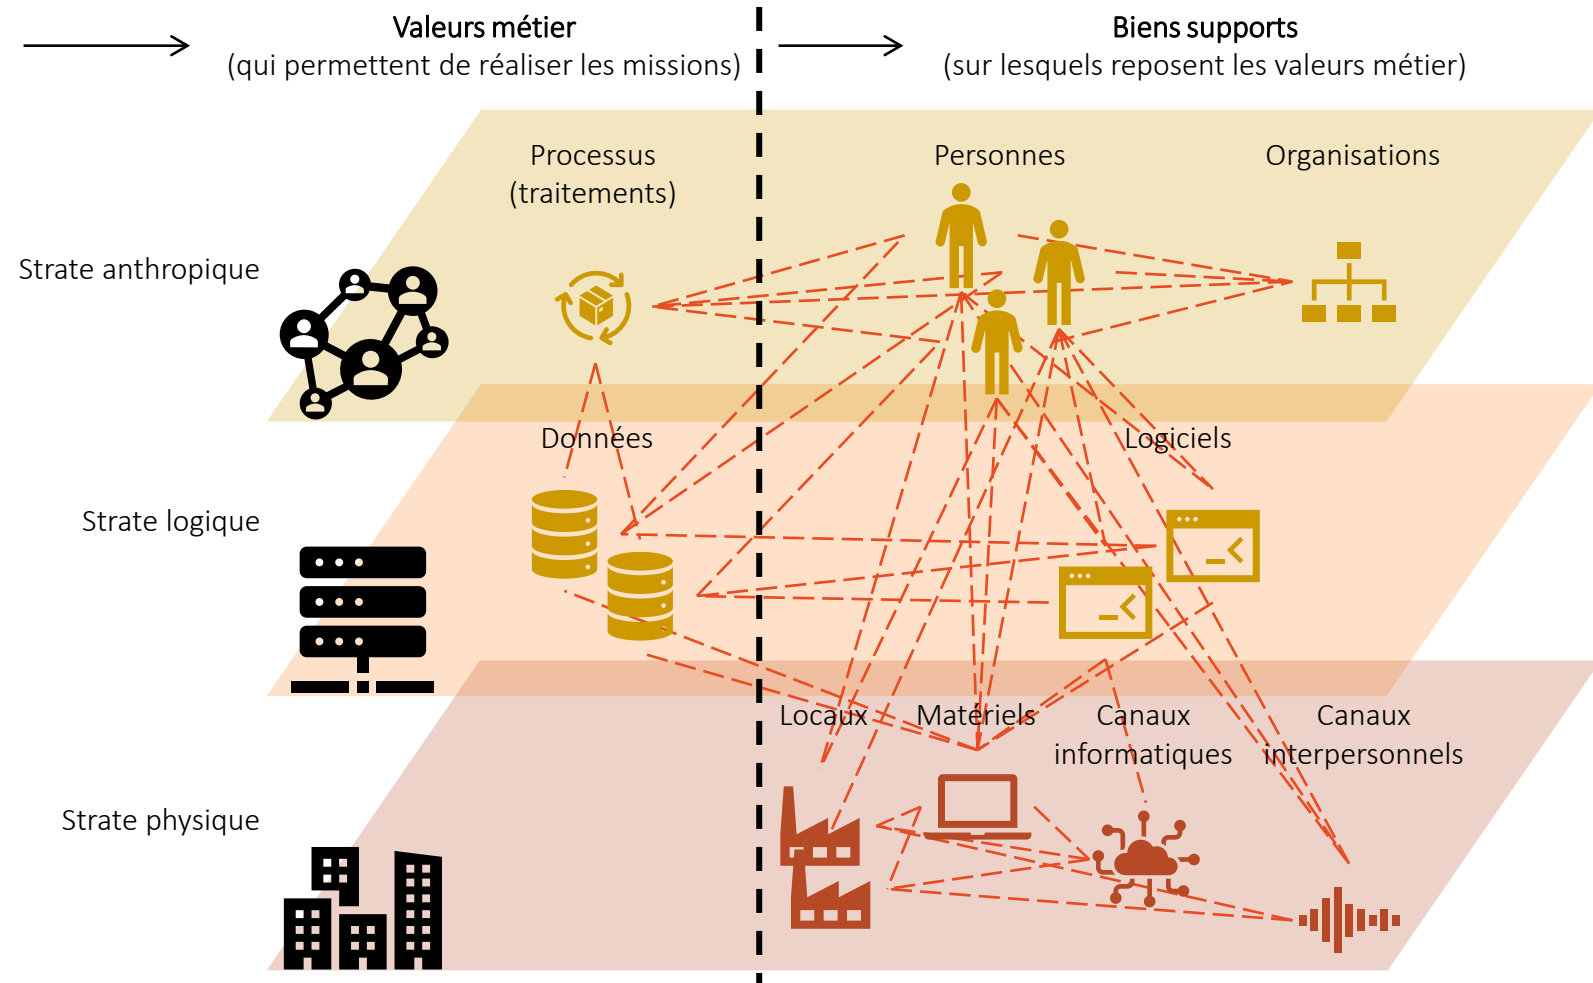 Valeurs métier
(qui permettent de réaliser les missions)
Biens supports
(sur lesquels reposent les valeurs métier)
Processus
(traitements)
Personnes
Organisations
Strate anthropique
Données
Logiciels
Strate logique
Locaux
Matériels
Canaux
informatiques
Canaux
interpersonnels
Strate physique